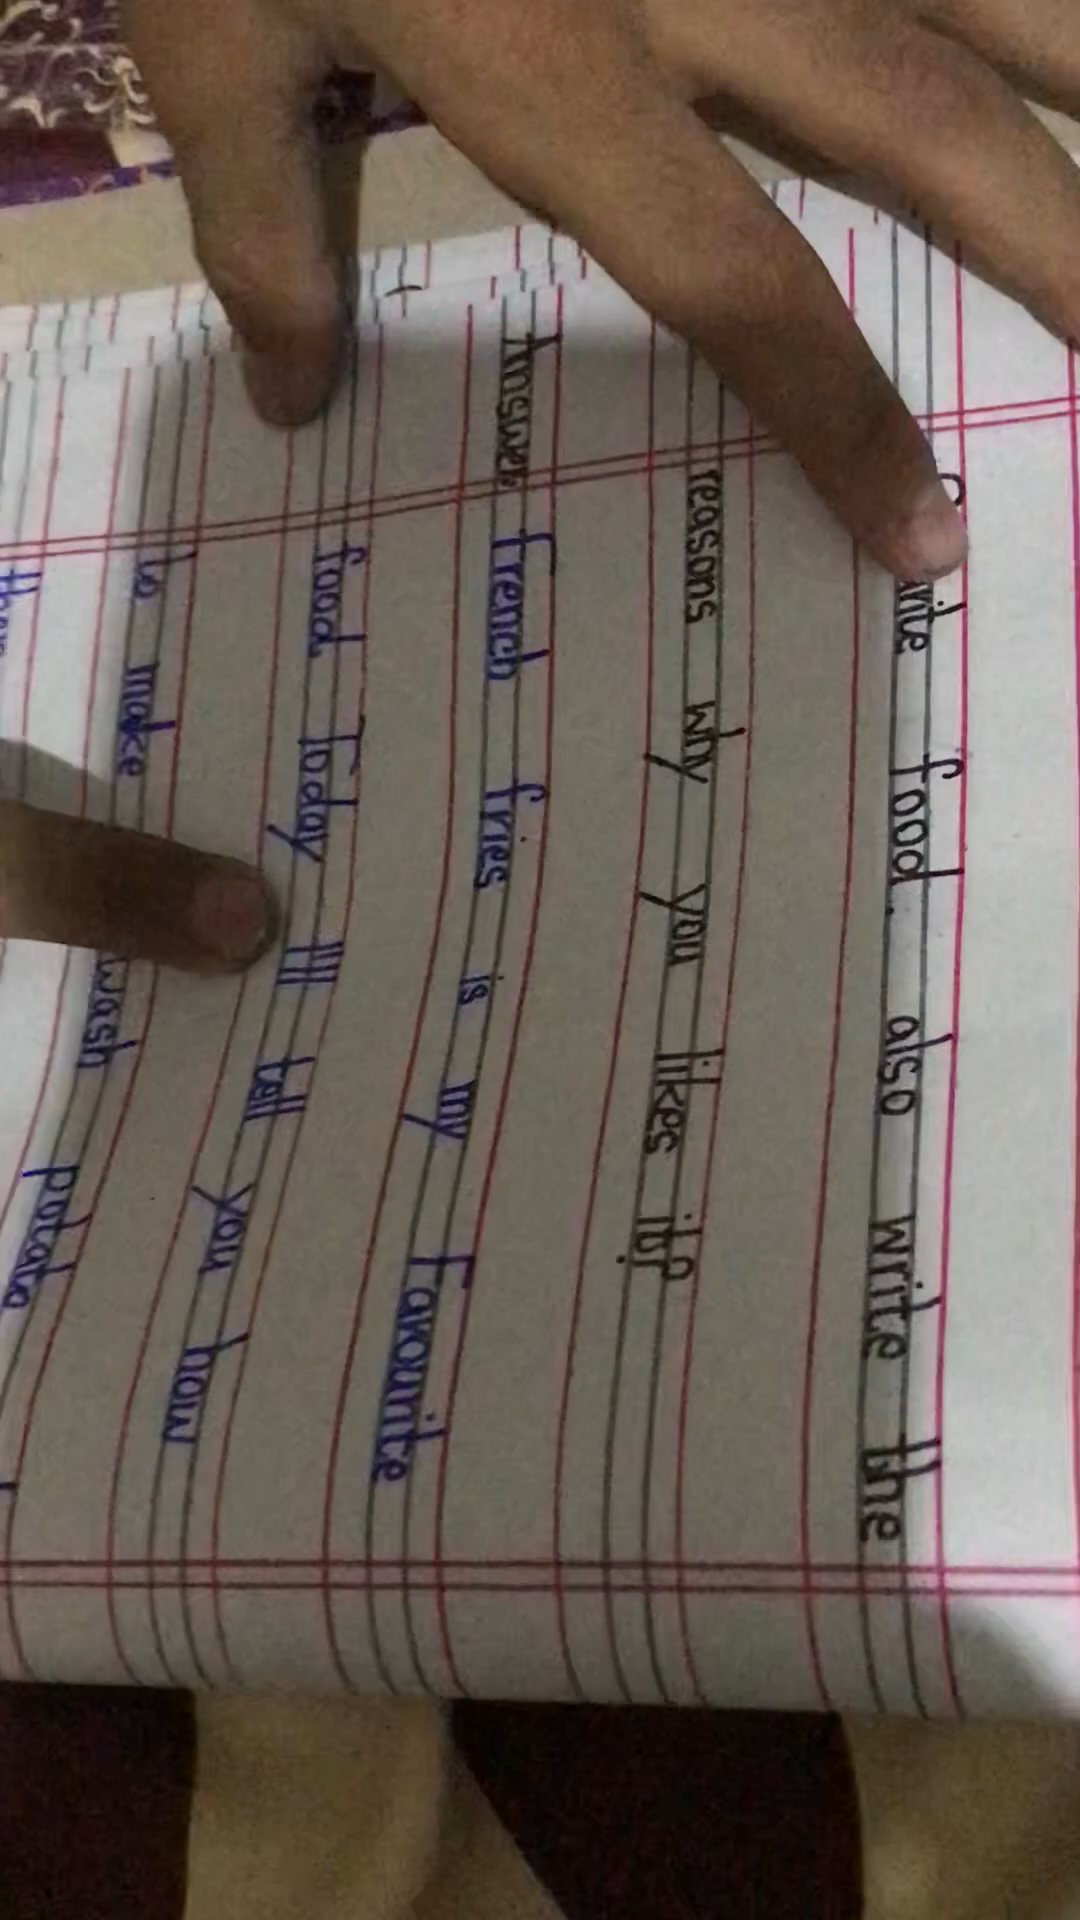 food. also write the
reasons why you likes it?
Answer french fries is my Favourite
food Today I'll tell you how
to make wash potato